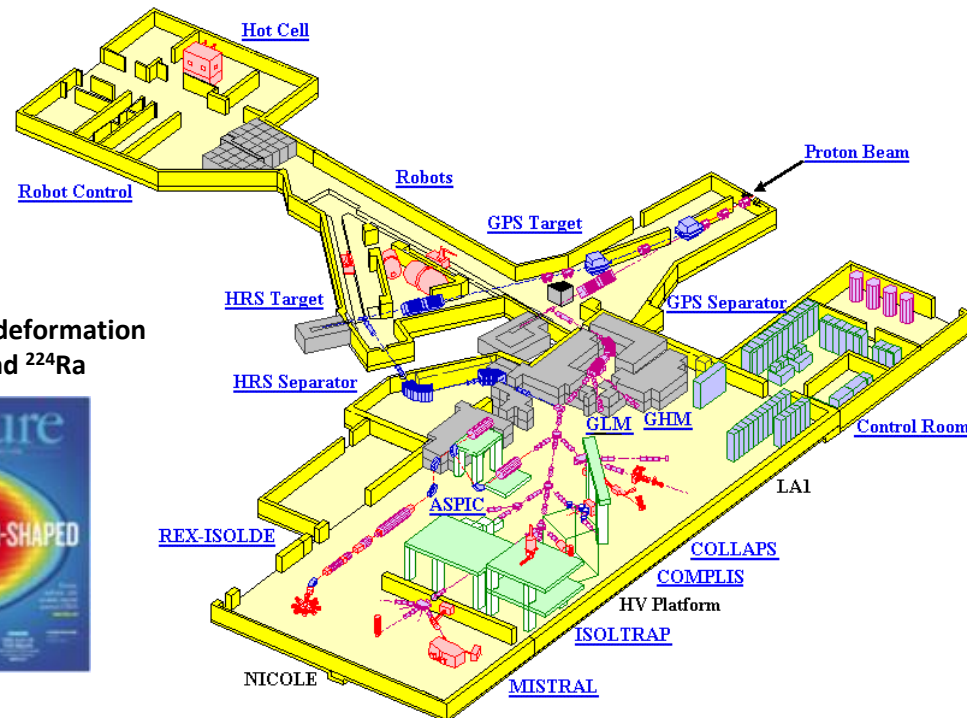 Hot Cell
Proton Beam
Robot Control
Robots
GPS Target
HRS Target
GPS Separator
deformation
nd ²²⁴Ra
HRS Separator
GLM
GHM
Control Room
LA1
ASPIC
-SHAPED
REX-ISOLDE
COLLAPS
COMPLIS
HV Platform
ISOLTRAP
NICOLE
MISTRAL